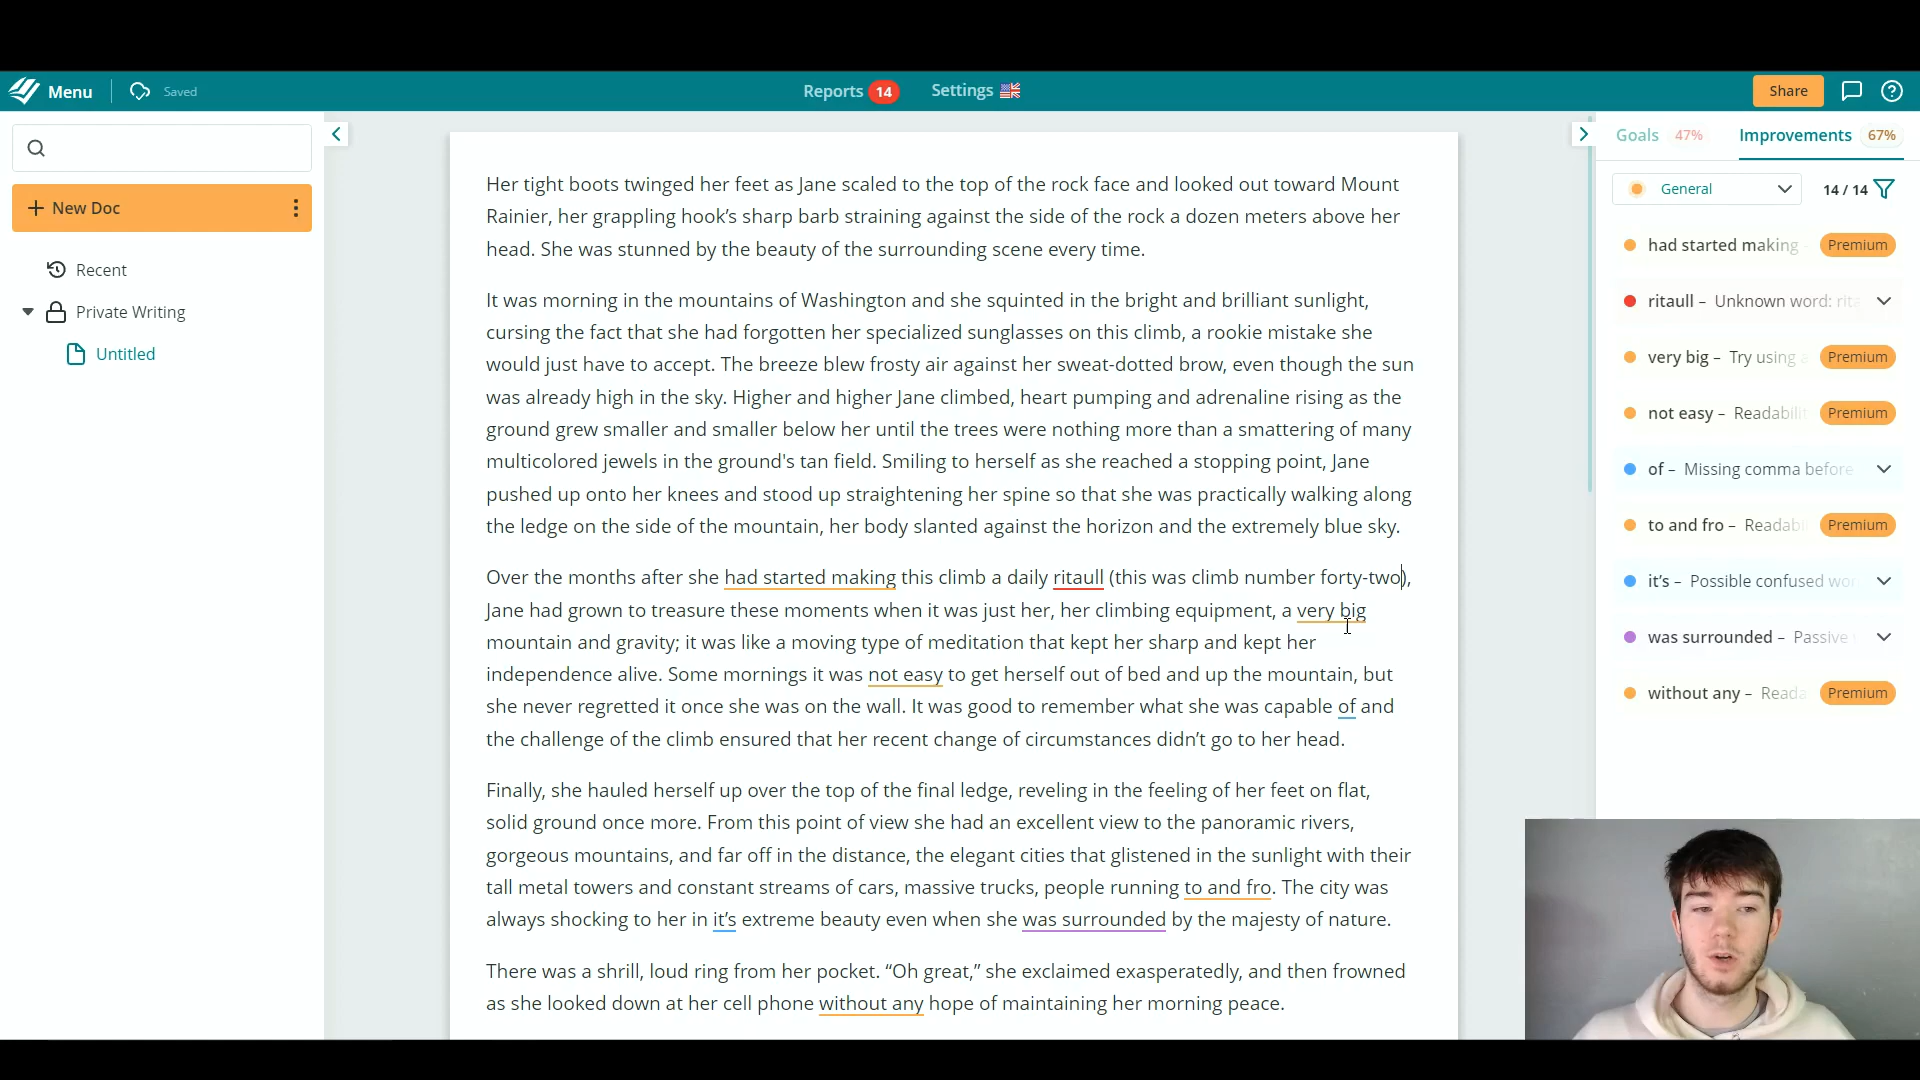 Menu
Saved
Reports 14
Settings
Share
New Doc
Recent
Private Writing
Untitled
Her tight boots twinged her feet as Jane scaled to the top of the rock face and looked out toward Mount
Rainier, her grappling hook’s sharp barb straining against the side of the rock a dozen meters above her
head. She was stunned by the beauty of the surrounding scene every time.
It was morning in the mountains of Washington and she squinted in the bright and brilliant sunlight,
cursing the fact that she had forgotten her specialized sunglasses on this climb, a rookie mistake she
would just have to accept. The breeze blew frosty air against her sweat-dotted brow, even though the sun
was already high in the sky. Higher and higher Jane climbed, heart pumping and adrenaline rising as the
ground grew smaller and smaller below her until the trees were nothing more than a smattering of many
multicolored jewels in the ground's tan field. Smiling to herself as she reached a stopping point, Jane
pushed up onto her knees and stood up straightening her spine so that she was practically walking along
the ledge on the side of the mountain, her body slanted against the horizon and the extremely blue sky.
Over the months after she had started making this climb a daily ritaull (this was climb number forty-two),
Jane had grown to treasure these moments when it was just her, her climbing equipment, a very big
mountain and gravity; it was like a moving type of meditation that kept her sharp and kept her
independence alive. Some mornings it was not easy to get herself out of bed and up the mountain, but
she never regretted it once she was on the wall. It was good to remember what she was capable of and
the challenge of the climb ensured that her recent change of circumstances didn’t go to her head.
Finally, she hauled herself up over the top of the final ledge, reveling in the feeling of her feet on flat,
solid ground once more. From this point of view she had an excellent view to the panoramic rivers,
gorgeous mountains, and far off in the distance, the elegant cities that glistened in the sunlight with their
tall metal towers and constant streams of cars, massive trucks, people running to and fro. The city was
always shocking to her in it’s extreme beauty even when she was surrounded by the majesty of nature.
There was a shrill, loud ring from her pocket. “Oh great,” she exclaimed exasperatedly, and then frowned
as she looked down at her cell phone without any hope of maintaining her morning peace.
Goals 47%
Improvements 67%
General
14 / 14
had started making – Premium
ritaull – Unknown word: rita
very big – Try using a Premium
not easy – Readabilit Premium
of – Missing comma before
to and fro – Readab Premium
it’s – Possible confused wo
was surrounded – Passive
without any – Reada Premium